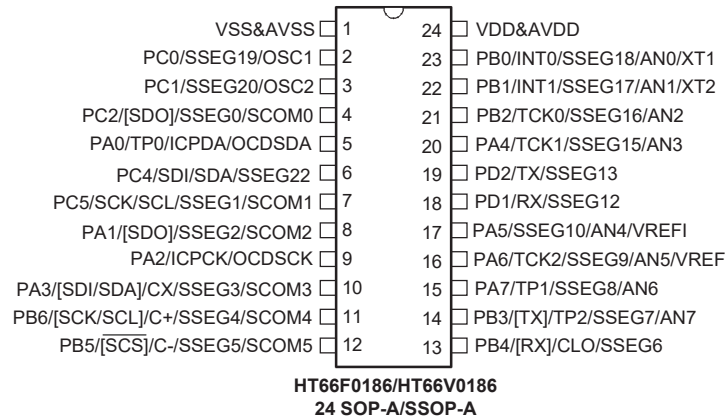 VSS&AVSS 1 24 VDD&AVDD
PC0/SSEG19/OSC1 2 23 PB0/INT0/SSEG18/AN0/XT1
PC1/SSEG20/OSC2 3 22 PB1/INT1/SSEG17/AN1/XT2
PC2/[SDO]/SSEG0/SCOM0 4 21 PB2/TCK0/SSEG16/AN2
PA0/TP0/ICPDA/OCDSDA 5 20 PA4/TCK1/SSEG15/AN3
PC4/SDI/SDA/SSEG22 6 19 PD2/TX/SSEG13
PC5/SCK/SCL/SSEG1/SCOM1 7 18 PD1/RX/SSEG12
PA1/[SDO]/SSEG2/SCOM2 8 17 PA5/SSEG10/AN4/VREFI
PA2/ICPCK/OCDSCK 9 16 PA6/TCK2/SSEG9/AN5/VREF
PA3/[SDI/SDA]/CX/SSEG3/SCOM3 10 15 PA7/TP1/SSEG8/AN6
PB6/[SCK/SCL]/C+/SSEG4/SCOM4 11 14 PB3/[TX]/TP2/SSEG7/AN7
PB5/[SCS]/C-/SSEG5/SCOM5 12 13 PB4/[RX]/CLO/SSEG6
HT66F0186/HT66V0186
24 SOP-A/SSOP-A